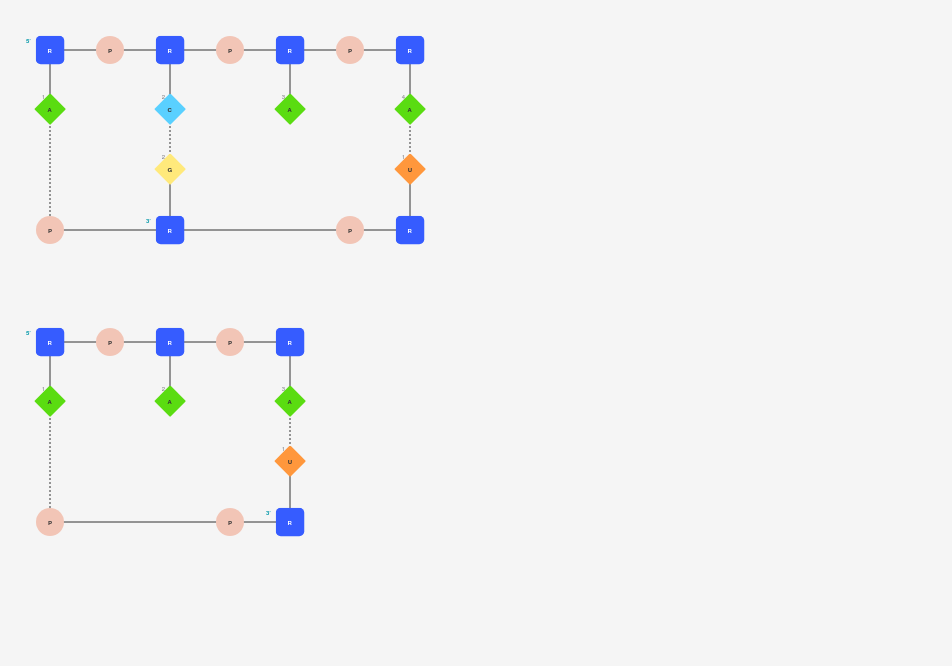 5'
R P R P R P R
1 2 3 4
A C A A
2 1
G U
3'
P R P R
5'
R P R P R
1 2 3
A A A
1
U
3'
P P R